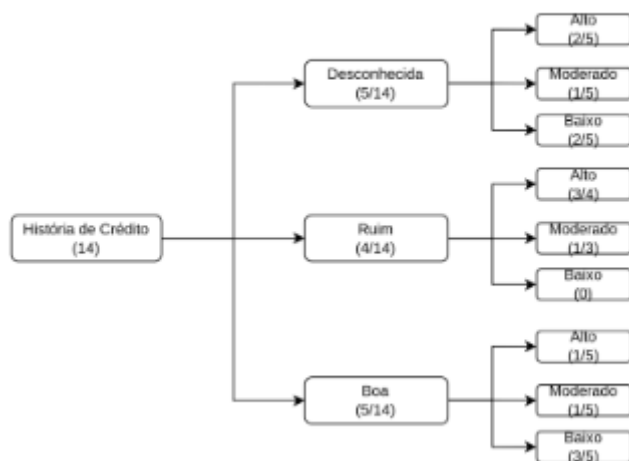 História de Crédito
(14)
Desconhecida
(5/14)
Alto
(2/5)
Moderado
(1/5)
Baixo
(2/5)
Ruim
(4/14)
Alto
(3/4)
Moderado
(1/3)
Baixo
(0)
Boa
(5/14)
Alto
(1/5)
Moderado
(1/5)
Baixo
(3/5)